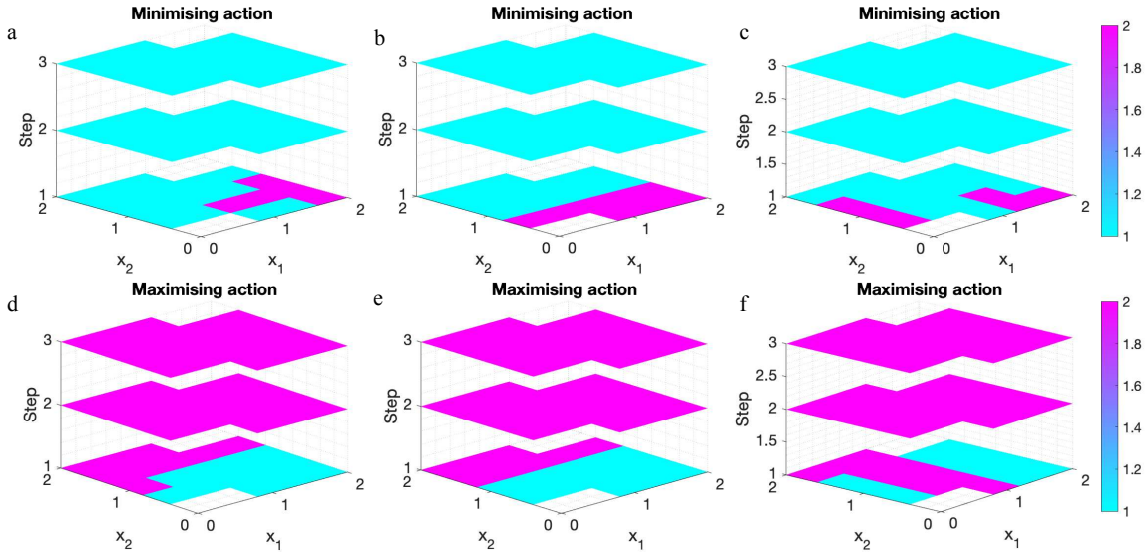 Minimising action Minimising action Minimising action
a b c
3 3 3
2.5
2 2 2
1.5
1 1 1
Step Step Step
2 1 0 0 1 2
x2 x1
2 1 0 0 1 2
x2 x1
2 1 0 0 1 2
x2 x1
2
1.8
1.6
1.4
1.2
1
Maximising action Maximising action Maximising action
d e f
3 3 3
2.5
2 2 2
1.5
1 1 1
Step Step Step
2 1 0 0 1 2
x2 x1
2 1 0 0 1 2
x2 x1
2 1 0 0 1 2
x2 x1
2
1.8
1.6
1.4
1.2
1